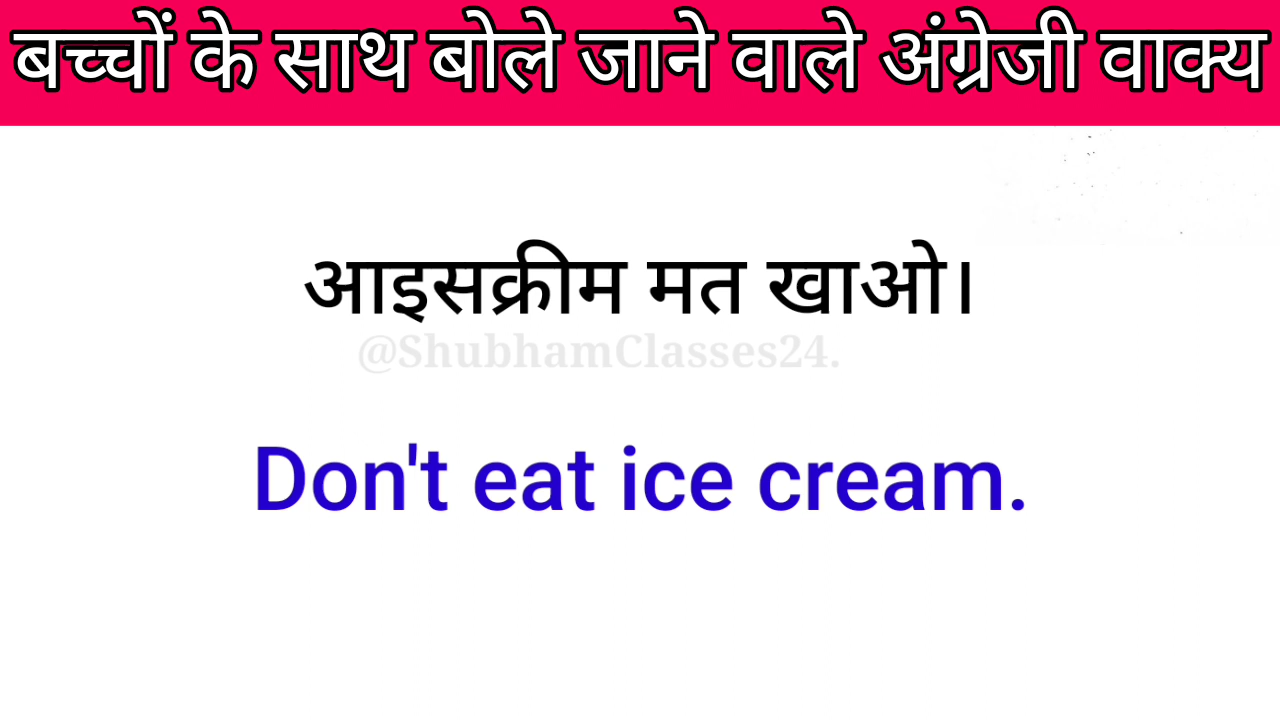 बच्चों के साथ बोले जाने वाले अंग्रेजी वाक्य
आइसक्रीम मत खाओ।
@ShubhamClasses24.
Don't eat ice cream.